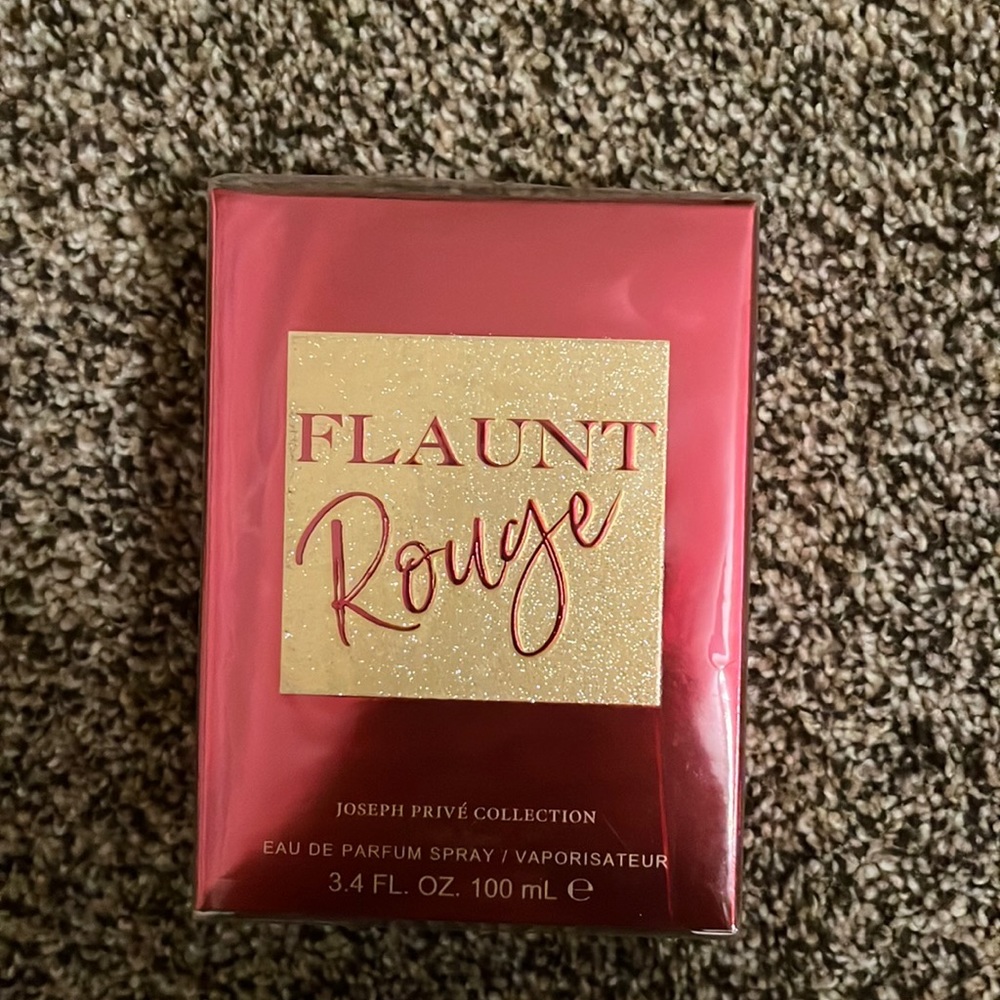 FLAUNT
Rouge
JOSEPH PRIVÉ COLLECTION
EAU DE PARFUM SPRAY / VAPORISATEUR
3.4 FL. OZ. 100 mL ℮